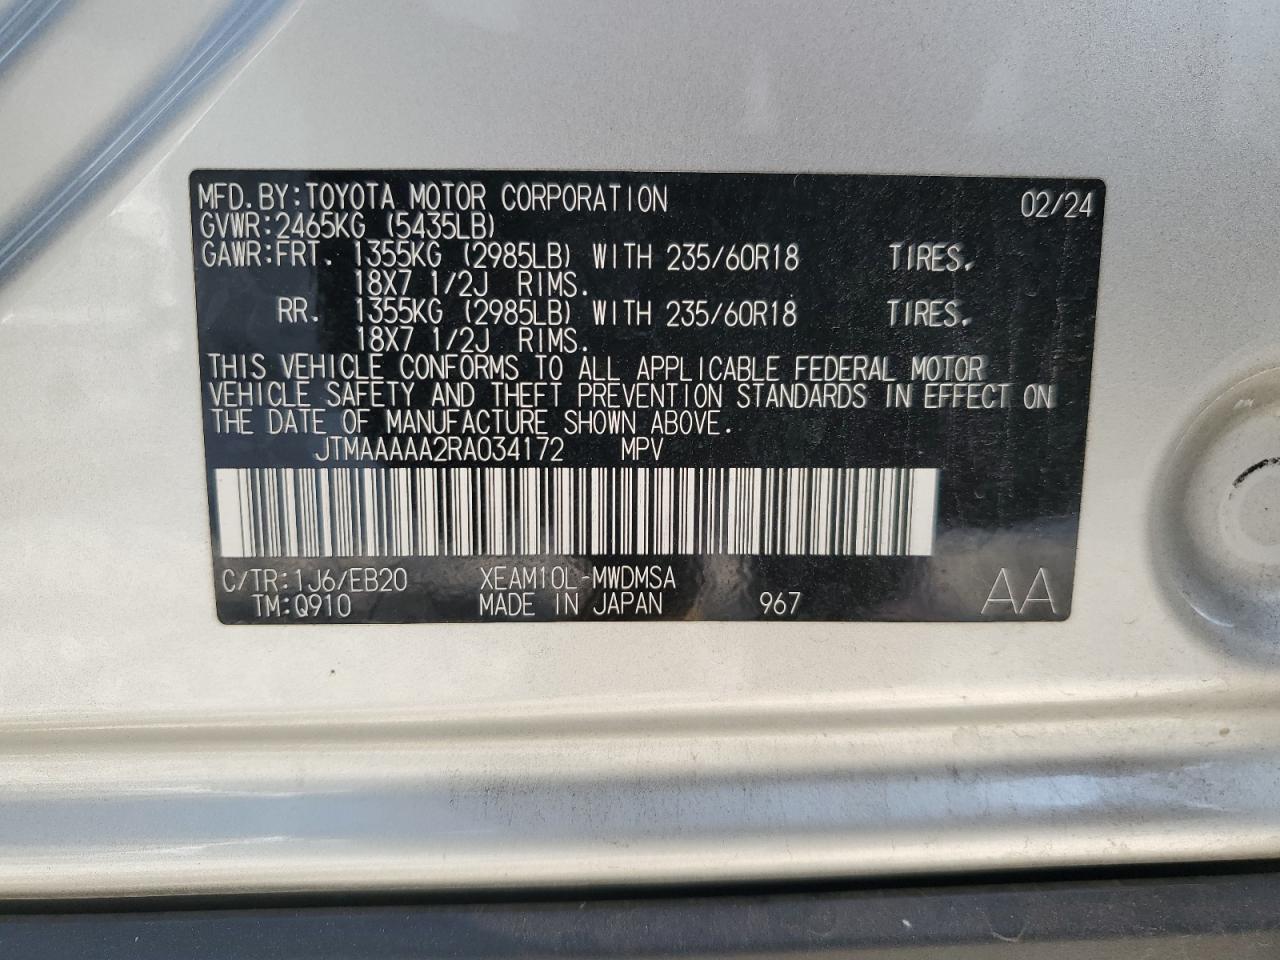 MFD.BY:TOYOTA MOTOR CORPORATION 02/24
GVWR:2465KG (5435LB)
GAWR:FRT. 1355KG (2985LB) WITH 235/60R18 TIRES.
18X7 1/2J RIMS.
RR. 1355KG (2985LB) WITH 235/60R18 TIRES.
18X7 1/2J RIMS.
THIS VEHICLE CONFORMS TO ALL APPLICABLE FEDERAL MOTOR
VEHICLE SAFETY AND THEFT PREVENTION STANDARDS IN EFFECT ON
THE DATE OF MANUFACTURE SHOWN ABOVE.
JTMAAAAA2RA034172 MPV
C/TR:1J6/EB20 XEAM10L-MWDMSA
TM:Q910 MADE IN JAPAN 967 AA